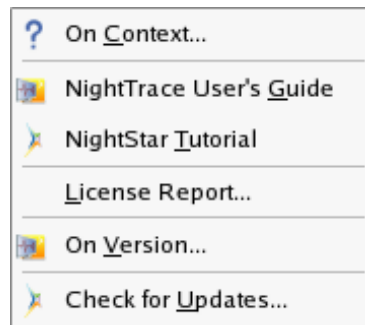 On Context...
NightTrace User's Guide
NightStar Tutorial
License Report...
On Version...
Check for Updates...